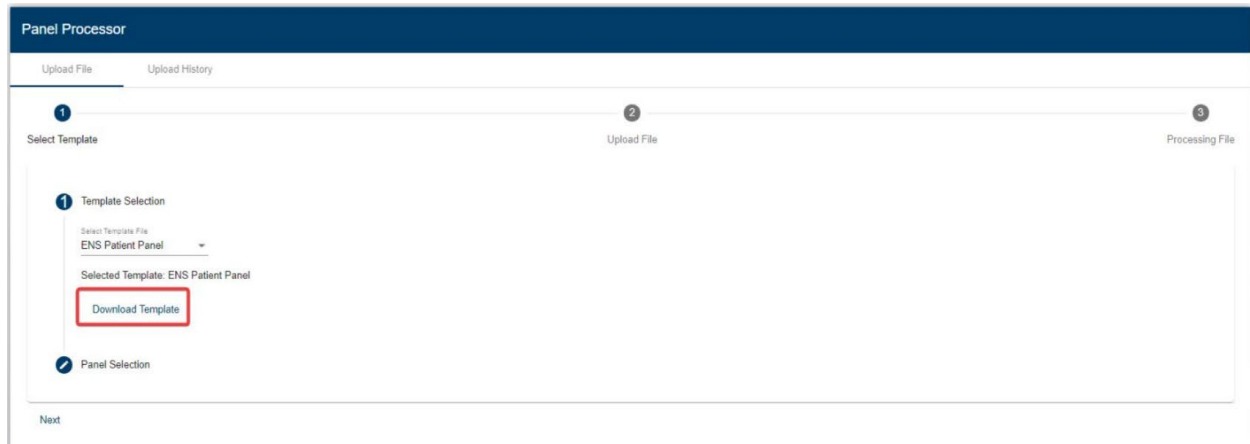 Panel Processor
Upload File Upload History
1 2 3
Select Template Upload File Processing File
1 Template Selection
Select Template File
ENS Patient Panel
Selected Template: ENS Patient Panel
Download Template
Panel Selection
Next